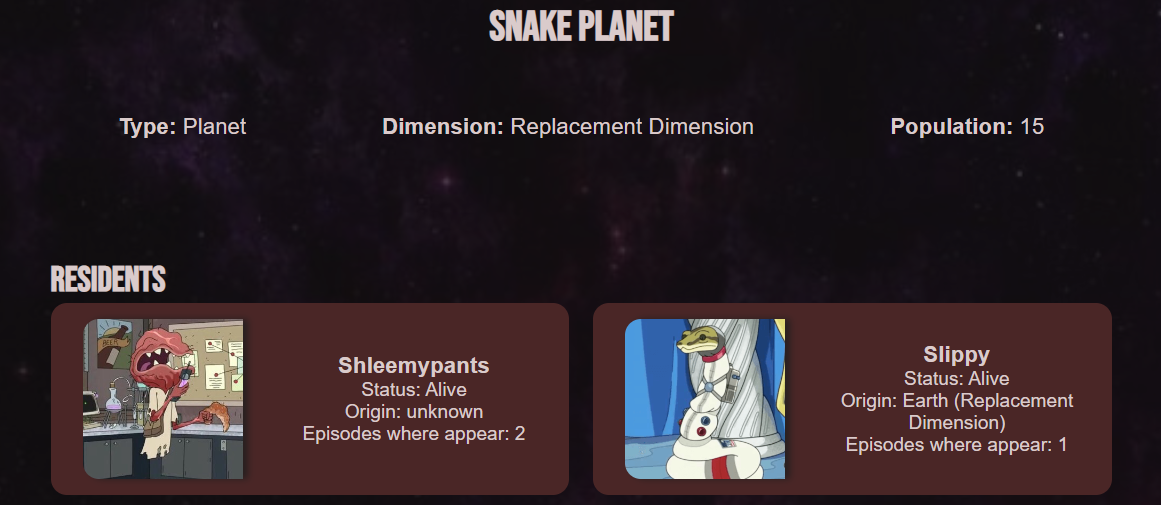 SNAKE PLANET
Type: Planet
Dimension: Replacement Dimension
Population: 15
RESIDENTS
BEER
Shleemypants
Status: Alive
Origin: unknown
Episodes where appear: 2
Slippy
Status: Alive
Origin: Earth (Replacement
Dimension)
Episodes where appear: 1